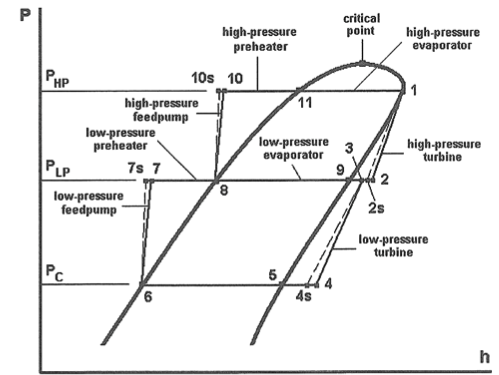 P
critical
point
high-pressure
preheater
high-pressure
evaporator
P_HP
10s 10
11
1
high-pressure
feedpump
low-pressure
preheater
low-pressure
evaporator
high-pressure
turbine
P_LP
7s 7
3
9
2
8
2s
low-pressure
feedpump
low-pressure
turbine
P_C
5
6
4s 4
h